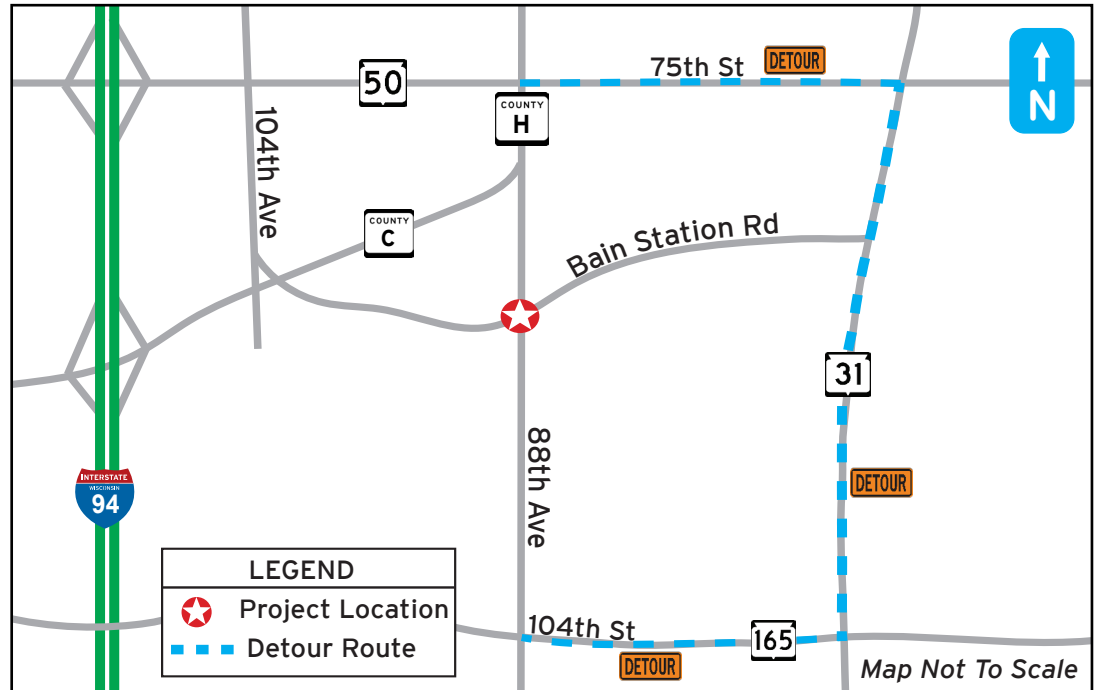 75th St
DETOUR
50
COUNTY
H
N
104th Ave
COUNTY
C
Bain Station Rd
31
88th Ave
DETOUR
INTERSTATE
WISCONSIN
94
LEGEND
Project Location
Detour Route
104th St
165
DETOUR
Map Not To Scale